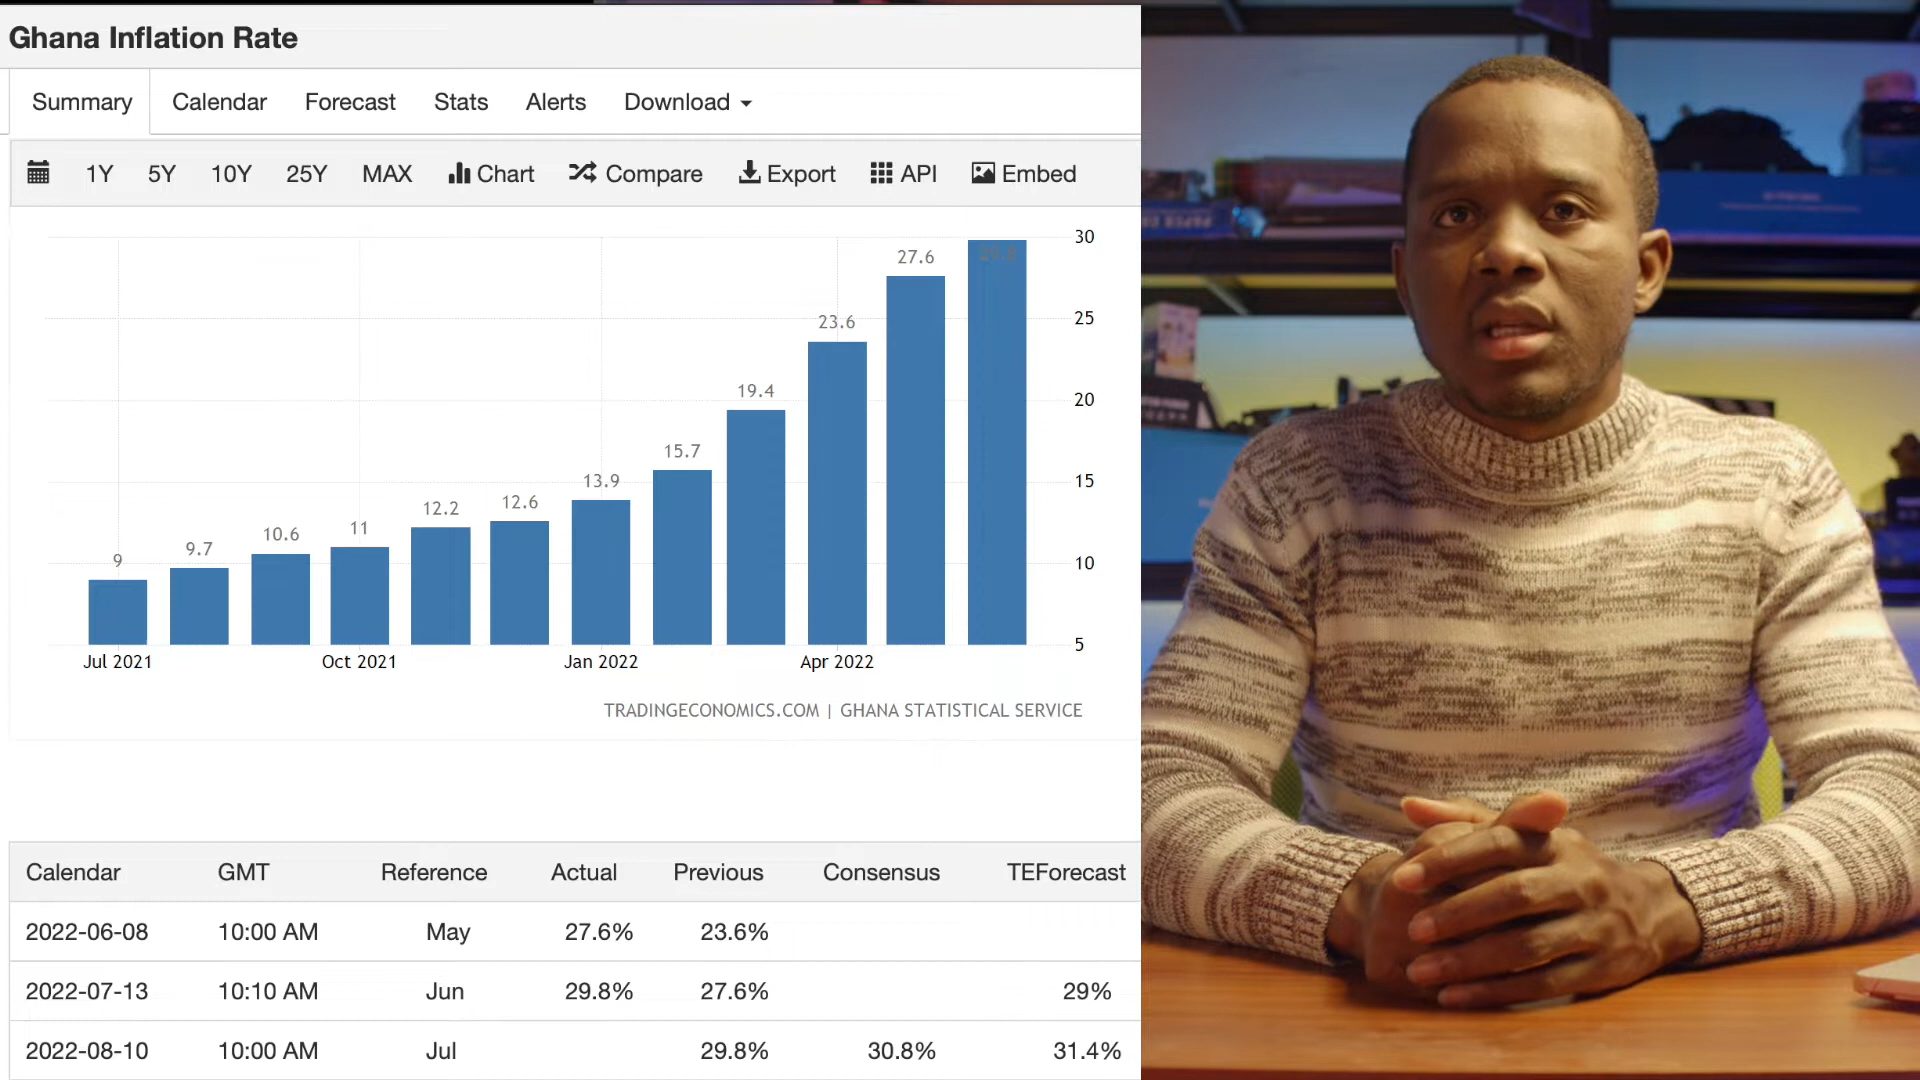 Ghana Inflation Rate
Summary Calendar Forecast Stats Alerts Download
1Y 5Y 10Y 25Y MAX Chart Compare Export API Embed
30
25
20
15
10
5
9
9.7
10.6
11
12.2
12.6
13.9
15.7
19.4
23.6
27.6
29.8
Jul 2021 Oct 2021 Jan 2022 Apr 2022
TRADINGECONOMICS.COM | GHANA STATISTICAL SERVICE
Calendar GMT Reference Actual Previous Consensus TEForecast
2022-06-08 10:00 AM May 27.6% 23.6%
2022-07-13 10:10 AM Jun 29.8% 27.6% 29%
2022-08-10 10:00 AM Jul 29.8% 30.8% 31.4%